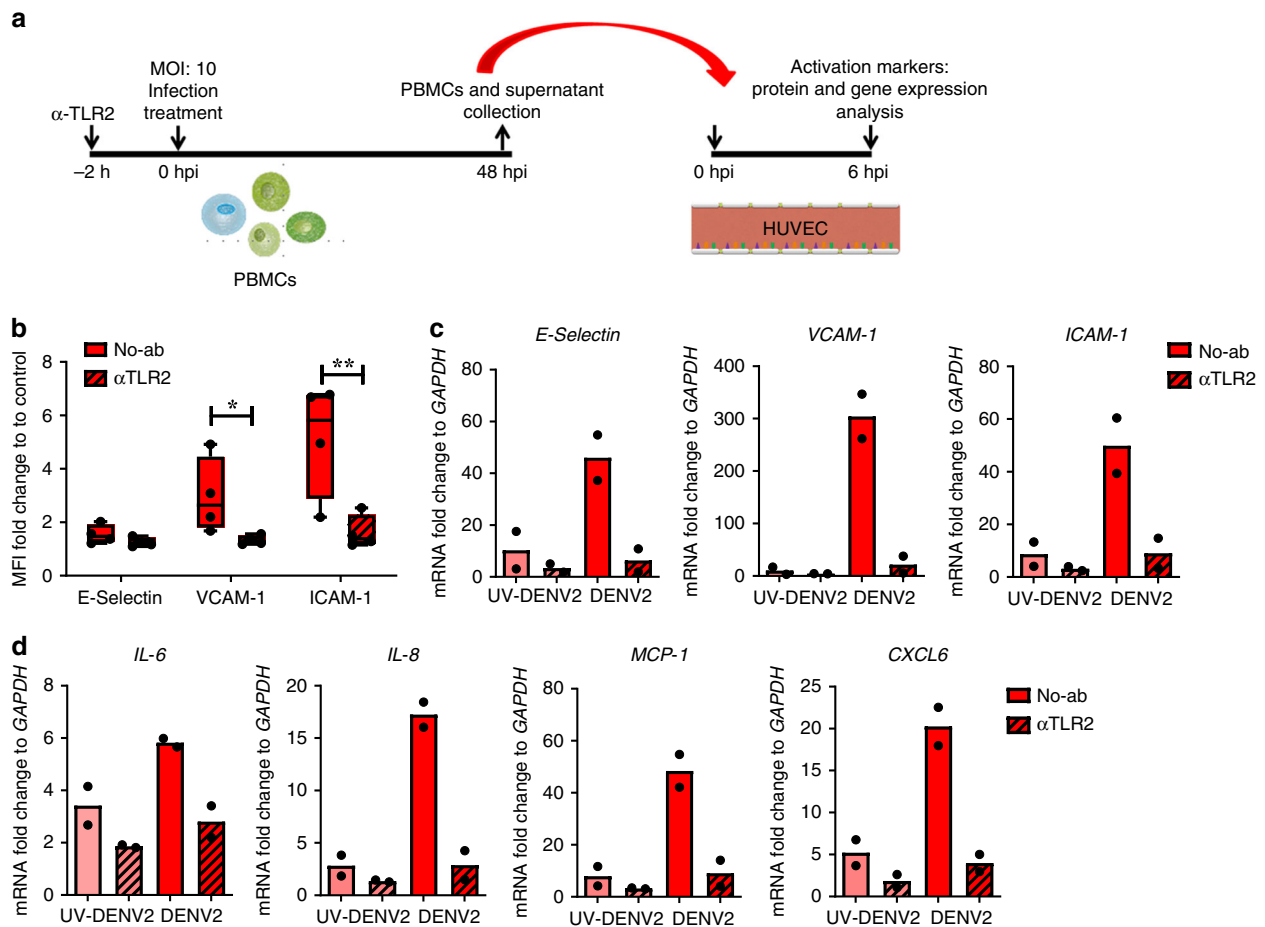 a
MOI: 10
Infection
treatment
α-TLR2
PBMCs and supernatant
collection
Activation markers:
protein and gene expression
analysis
–2 h
0 hpi
48 hpi
0 hpi
6 hpi
PBMCs
HUVEC
b
No-ab
αTLR2
MFI fold change to to control
8
6
4
2
0
*
**
E-Selectin
VCAM-1
ICAM-1
c
E-Selectin
mRNA fold change to GAPDH
80
60
40
20
0
UV-DENV2
DENV2
VCAM-1
mRNA fold change to GAPDH
400
300
200
100
0
UV-DENV2
DENV2
ICAM-1
mRNA fold change to GAPDH
80
60
40
20
0
UV-DENV2
DENV2
No-ab
αTLR2
d
IL-6
mRNA fold change to GAPDH
8
6
4
2
0
UV-DENV2
DENV2
IL-8
mRNA fold change to GAPDH
20
15
10
5
0
UV-DENV2
DENV2
MCP-1
mRNA fold change to GAPDH
80
60
40
20
0
UV-DENV2
DENV2
CXCL6
mRNA fold change to GAPDH
25
20
15
10
5
0
UV-DENV2
DENV2
No-ab
αTLR2